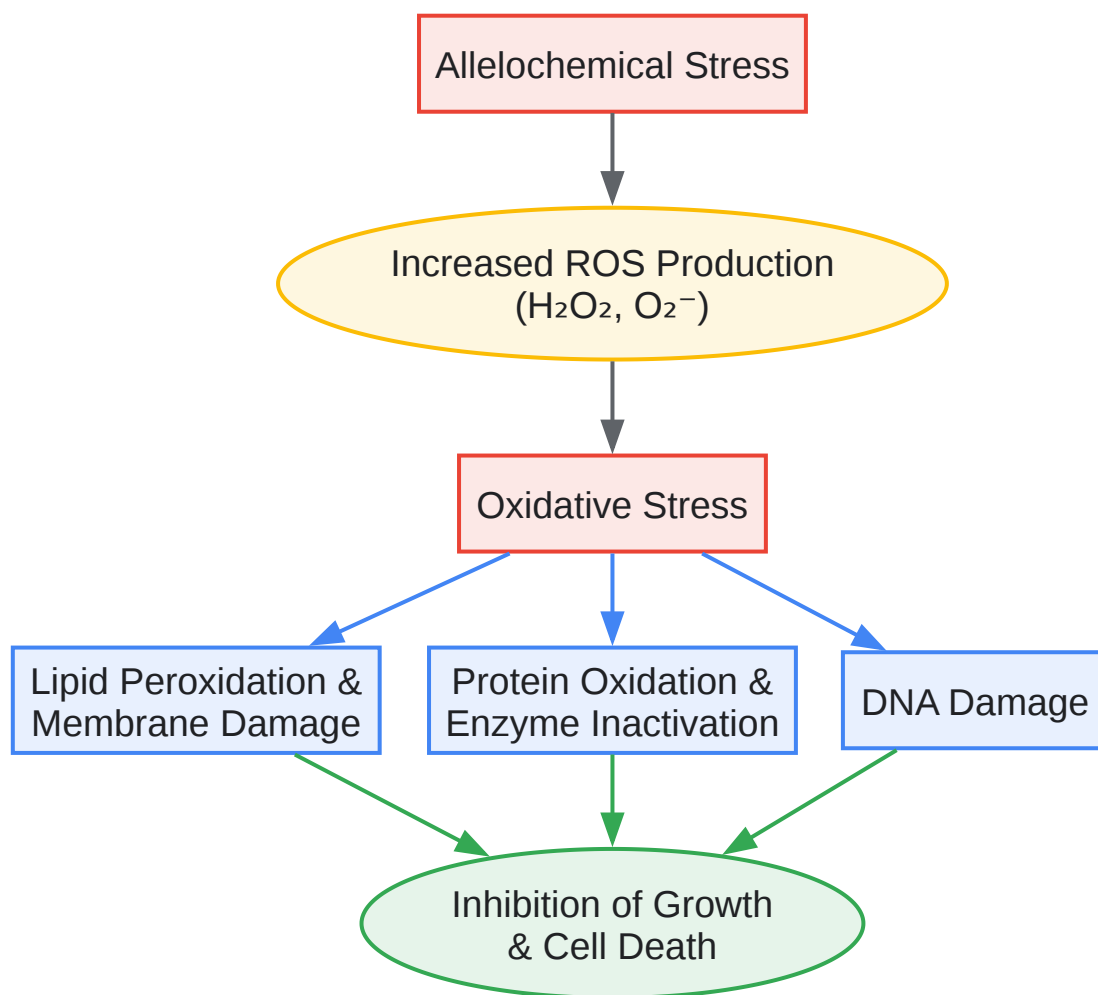 Allelochemical Stress
Increased ROS Production
(H₂O₂, O₂⁻)
Oxidative Stress
Lipid Peroxidation &
Membrane Damage
Protein Oxidation &
Enzyme Inactivation
DNA Damage
Inhibition of Growth
& Cell Death